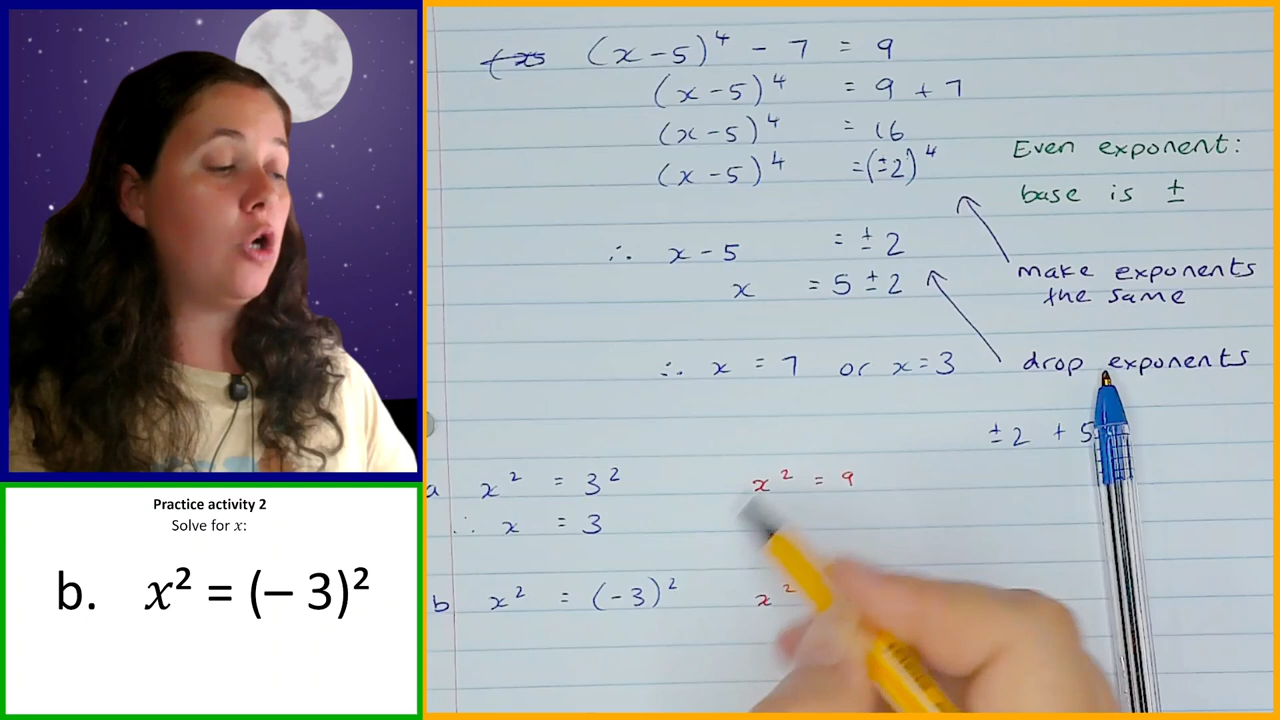 (x – 5)⁴ – 7 = 9
(x – 5)⁴ = 9 + 7
(x – 5)⁴ = 16
(x – 5)⁴ = (±2)⁴
Even exponent:
base is ±
∴ x – 5 = ±2
x = 5 ± 2
make exponents
the same
∴ x = 7 or x = 3
drop exponents
±2 + 5
a x² = 3²
∴ x = 3
x² = 9
b x² = (-3)²
x²
Practice activity 2
Solve for x:
b. x² = (– 3)²